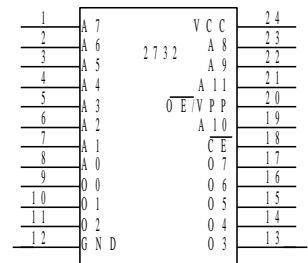 1 A7 VCC 24
2 A6 2732 A8 23
3 A5 A9 22
4 A4 A11 21
5 A3 OE/VPP 20
6 A2 A10 19
7 A1 CE 18
8 A0 O7 17
9 O0 O6 16
10 O1 O5 15
11 O2 O4 14
12 GND O3 13